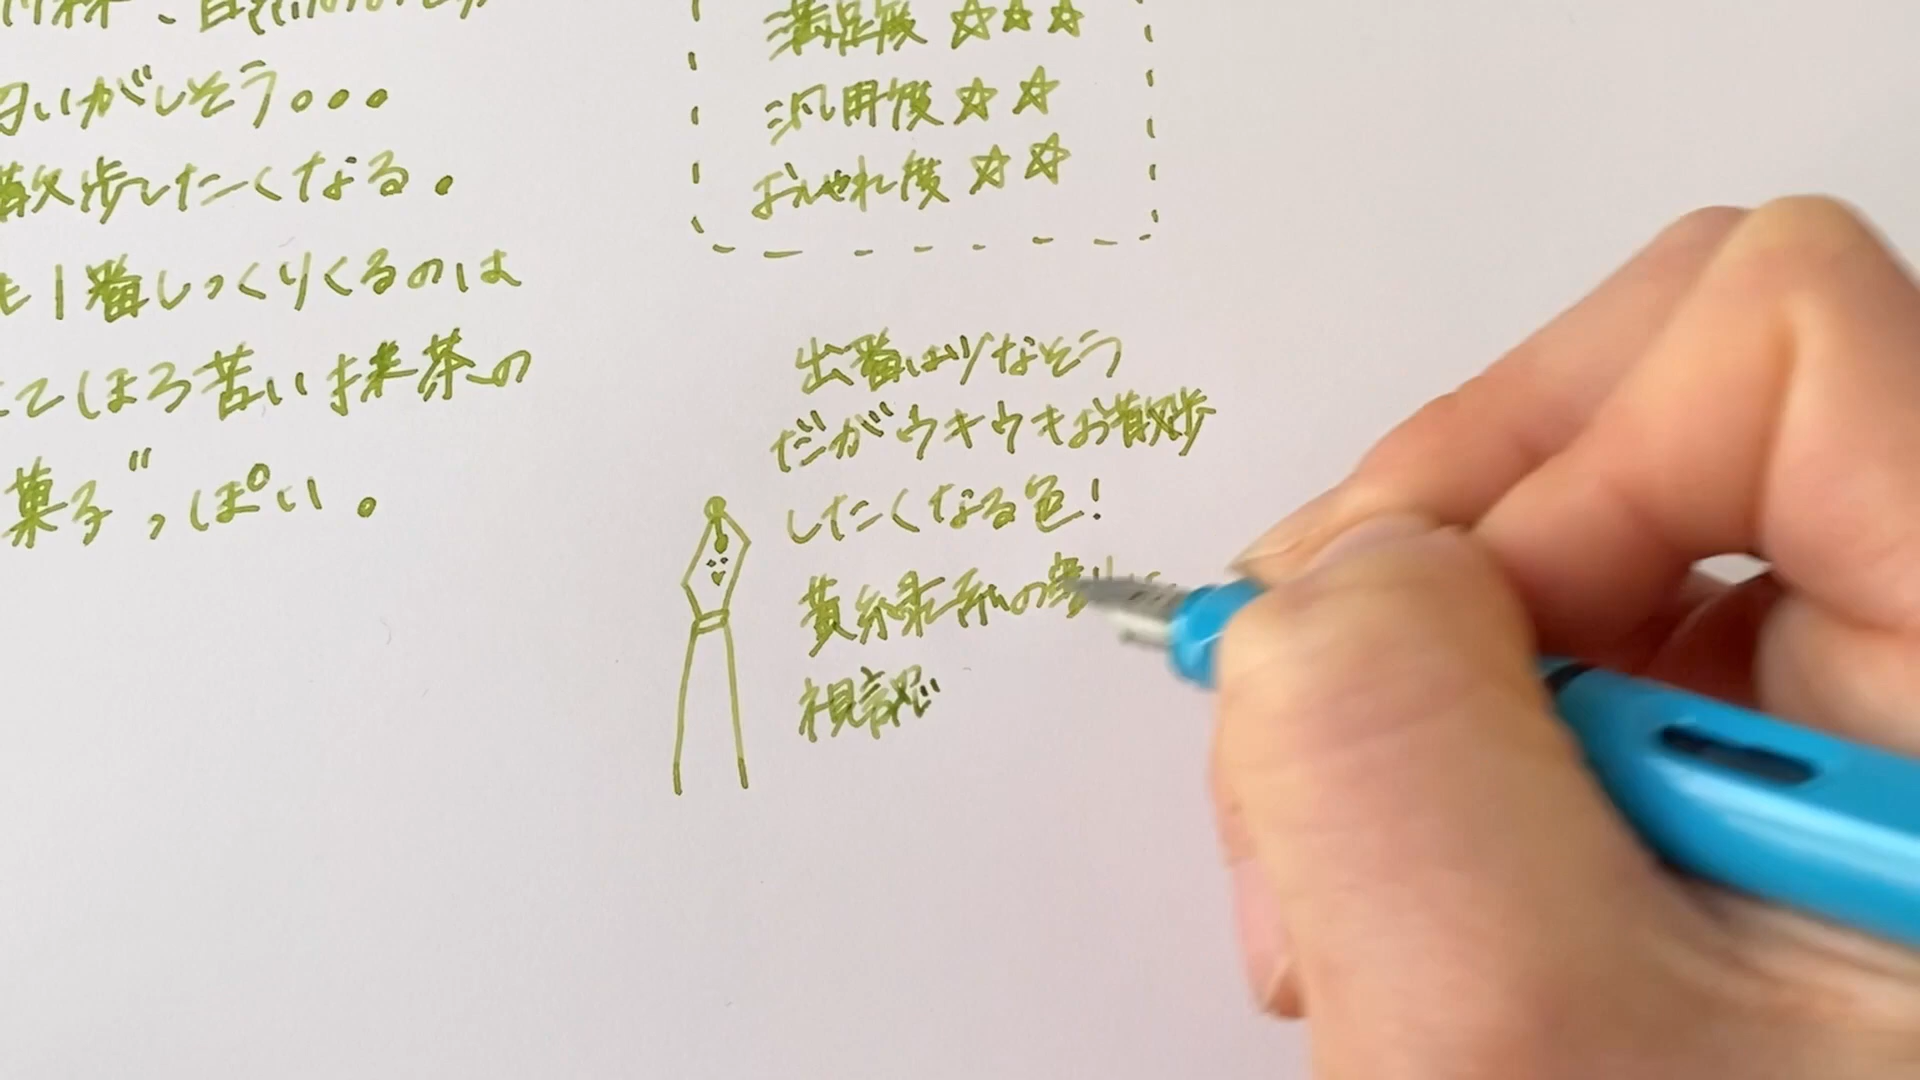 匂いがしそう。。。
散歩したくなる。
も1番しっくりくるのは
てほろ苦い抹茶の
菓子"っぽい。
満足度 ☆☆☆
汎用度 ☆☆
おしゃれ度 ☆☆
出番は少なそう
だがウキウキお散歩
したくなる色！
黄緑系の
視認